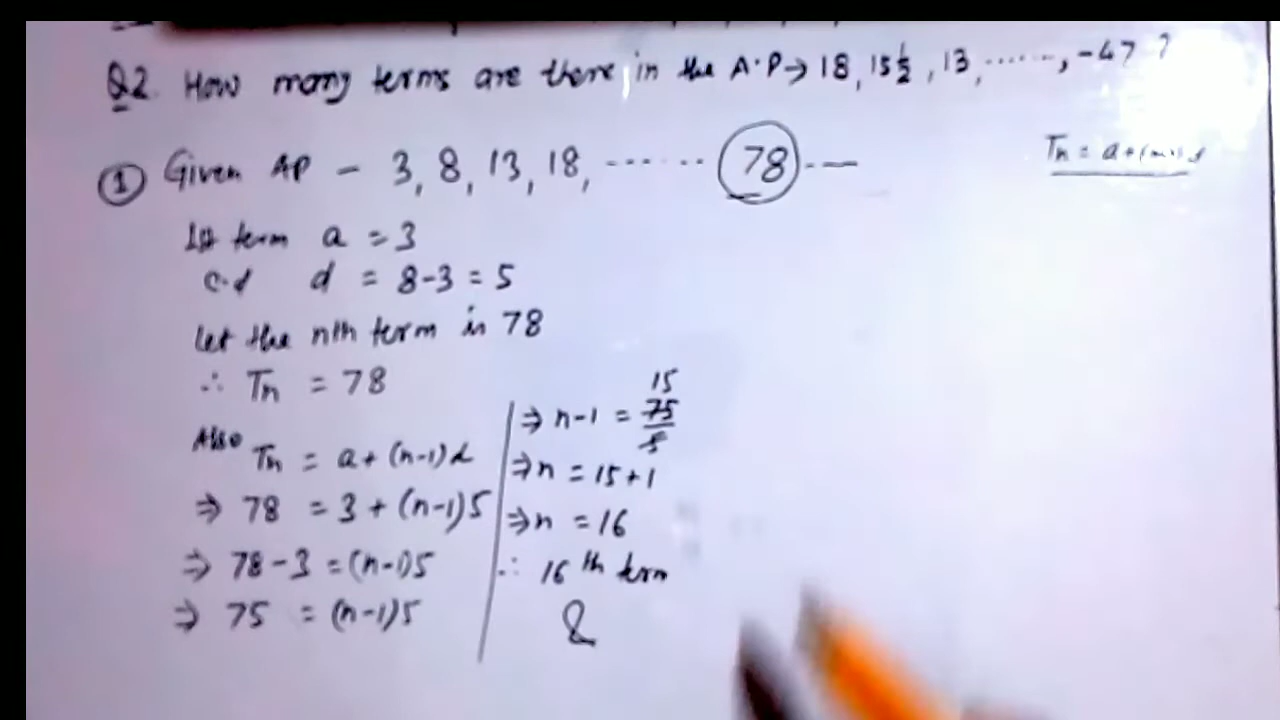 Q2. How many terms are there in the A.P → 18, 15½, 13, ......, -47 ?
Tn = a+(n-1)d
① Given AP - 3, 8, 13, 18, ...... 78 ---
1st term a = 3
c.d d = 8-3 = 5
let the nth term is 78
∴ Tn = 78
Also Tn = a+(n-1)d
⇒ 78 = 3+(n-1)5
⇒ 78-3 = (n-1)5
⇒ 75 = (n-1)5
15
⇒ n-1 = 75/5
⇒ n = 15+1
⇒ n = 16
∴ 16th term
&